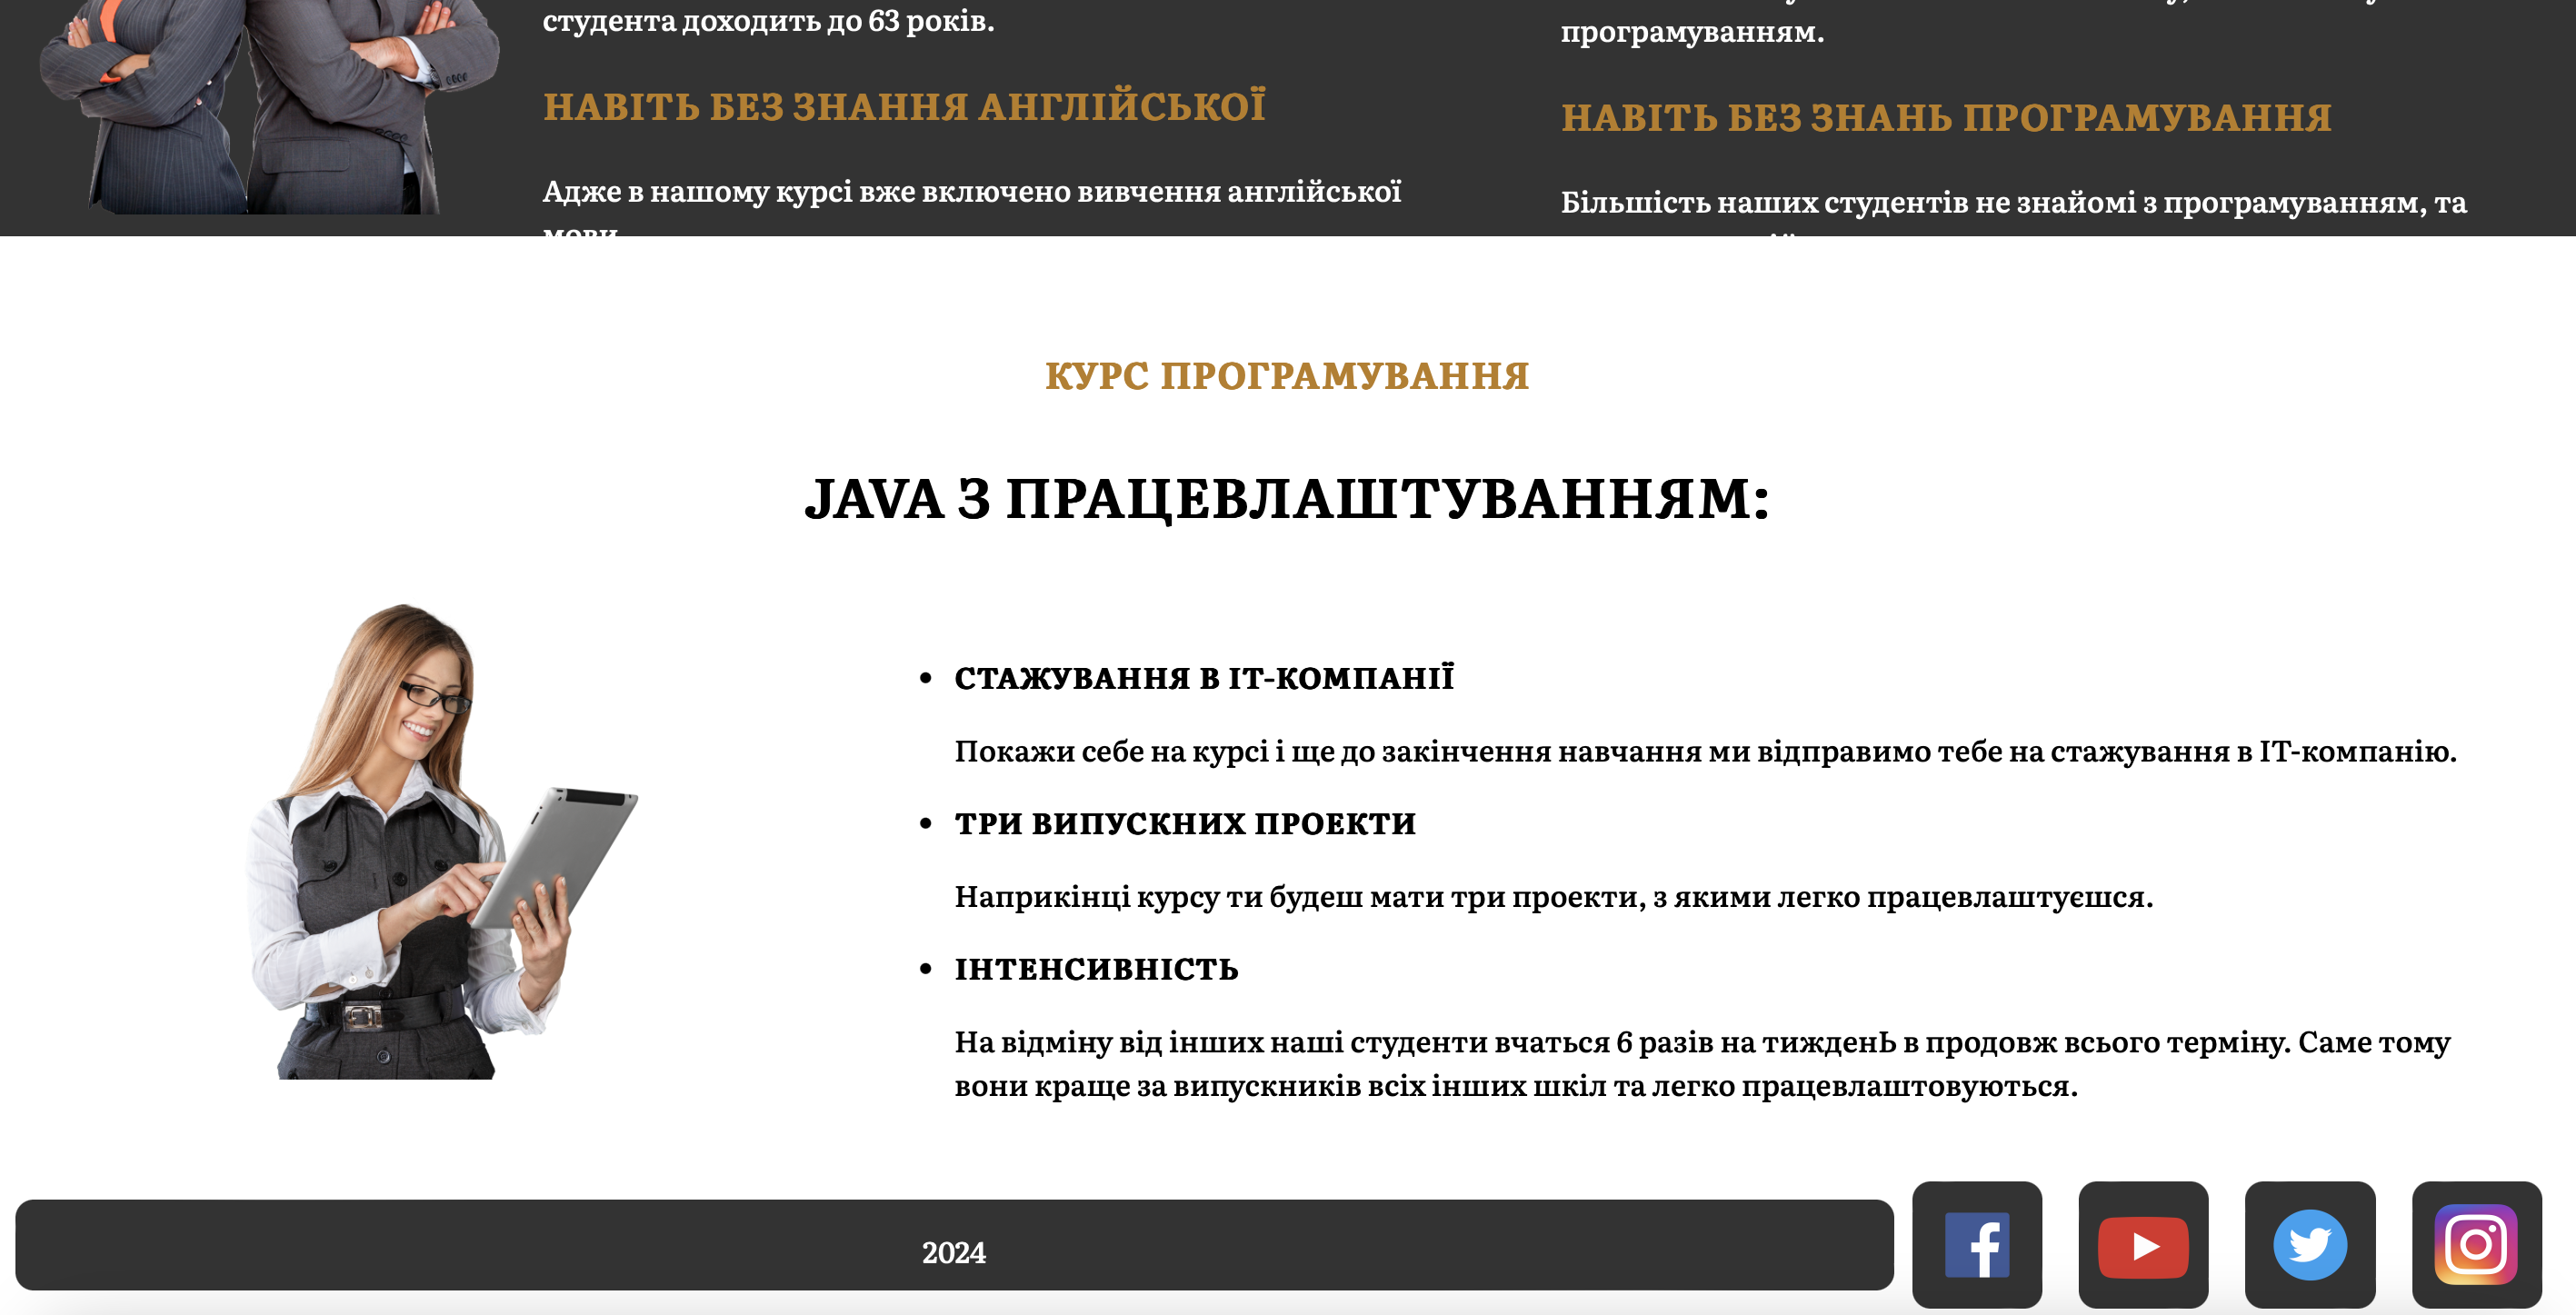 студента доходить до 63 років.
НАВІТЬ БЕЗ ЗНАННЯ АНГЛІЙСЬКОЇ
Адже в нашому курсі вже включено вивчення англійської
мови
програмуванням.
НАВІТЬ БЕЗ ЗНАНЬ ПРОГРАМУВАННЯ
Більшість наших студентів не знайомі з програмуванням, та
КУРС ПРОГРАМУВАННЯ
JAVA З ПРАЦЕВЛАШТУВАННЯМ:
• СТАЖУВАННЯ В ІТ-КОМПАНІЇ
Покажи себе на курсі і ще до закінчення навчання ми відправимо тебе на стажування в ІТ-компанію.
• ТРИ ВИПУСКНИХ ПРОЕКТИ
Наприкінці курсу ти будеш мати три проекти, з якими легко працевлаштуєшся.
• ІНТЕНСИВНІСТЬ
На відміну від інших наші студенти вчаться 6 разів на тижденЬ в продовж всього терміну. Саме тому
вони краще за випускників всіх інших шкіл та легко працевлаштовуються.
2024